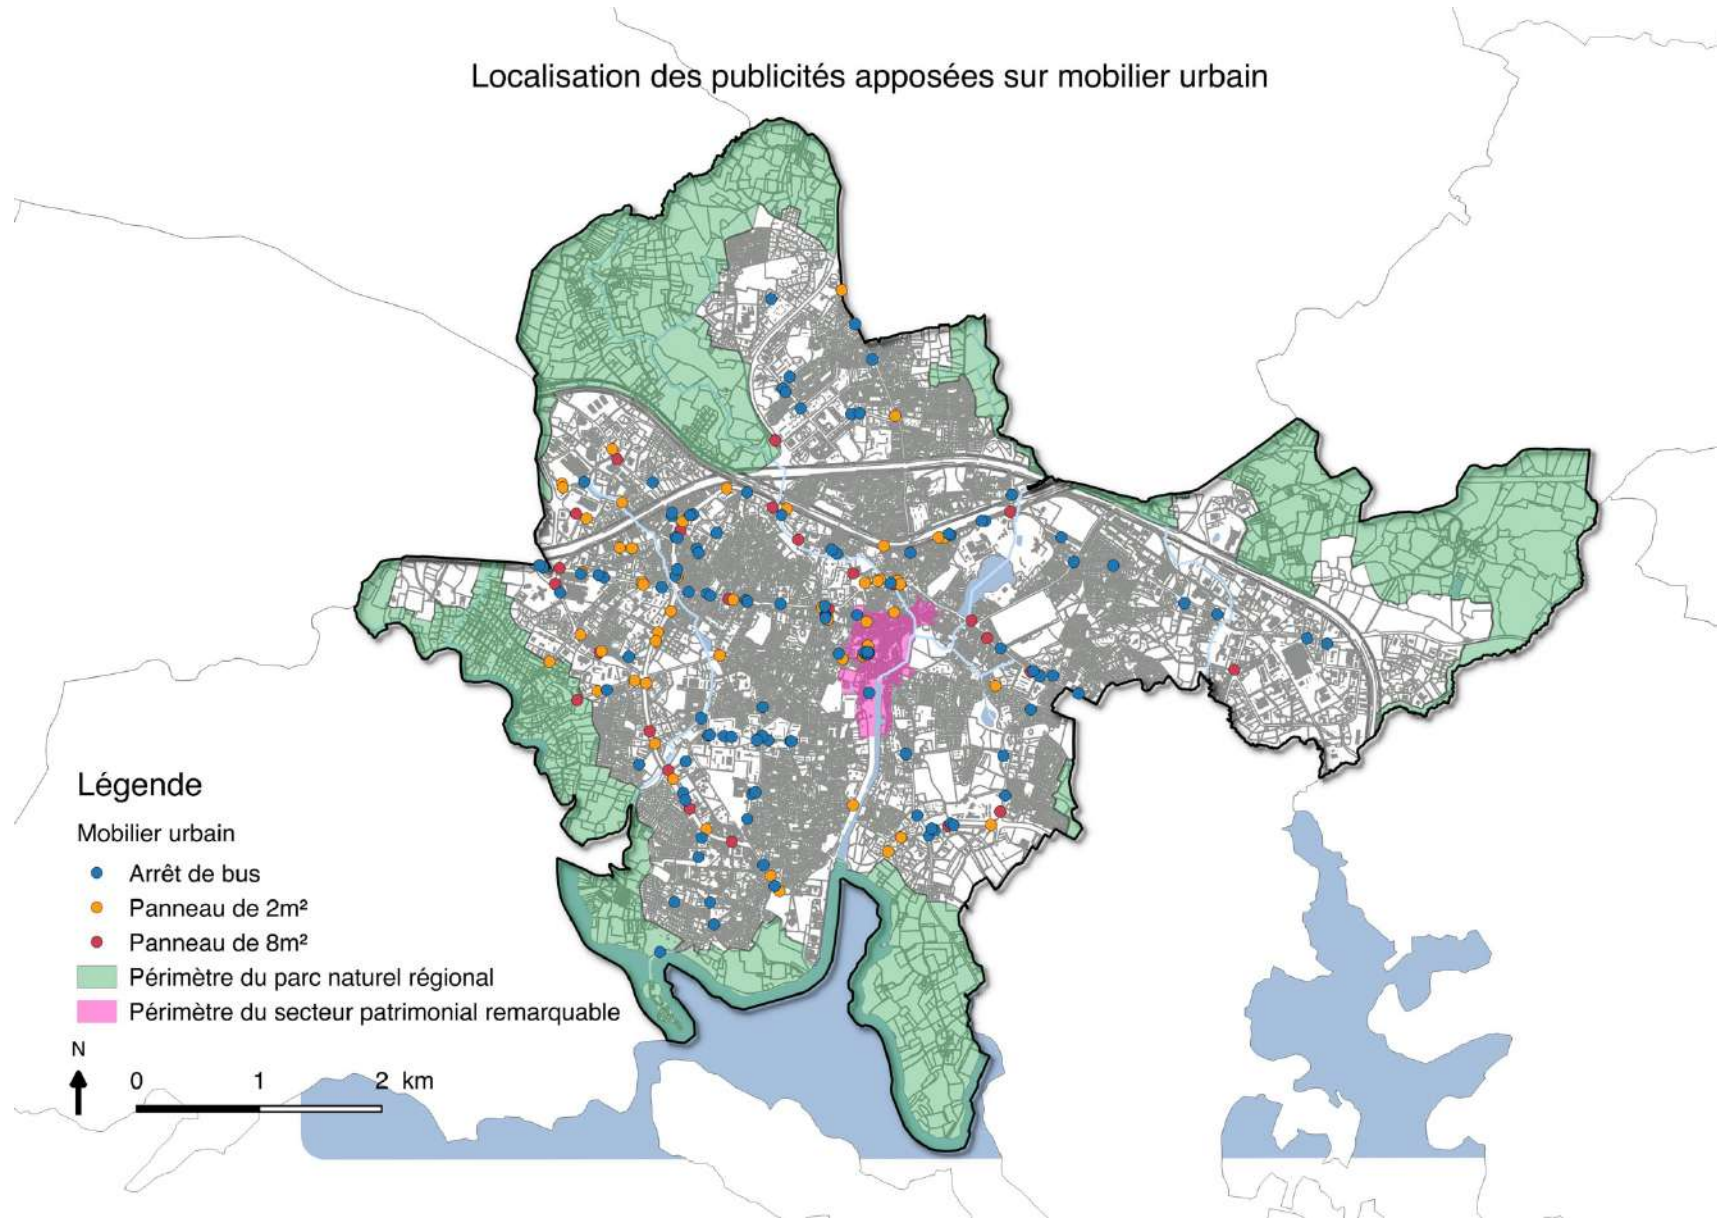 Localisation des publicités apposées sur mobilier urbain
Légende
Mobilier urbain
Arrêt de bus
Panneau de 2m²
Panneau de 8m²
Périmètre du parc naturel régional
Périmètre du secteur patrimonial remarquable
N
0 1 2 km